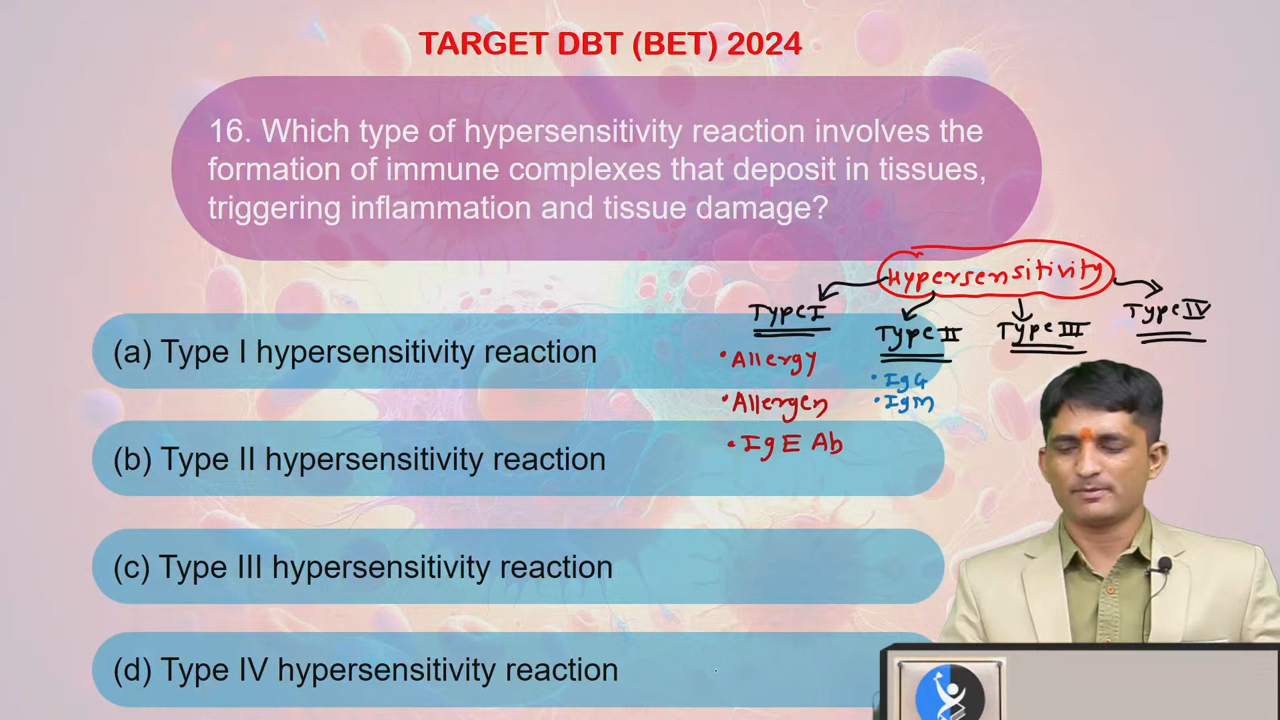 TARGET DBT (BET) 2024
16. Which type of hypersensitivity reaction involves the
formation of immune complexes that deposit in tissues,
triggering inflammation and tissue damage?
Hypersensitivity
Type I
Type II
Type III
Type IV
• Allergy
• Allergen
• IgE Ab
• IgG
• IgM
(a) Type I hypersensitivity reaction
(b) Type II hypersensitivity reaction
(c) Type III hypersensitivity reaction
(d) Type IV hypersensitivity reaction